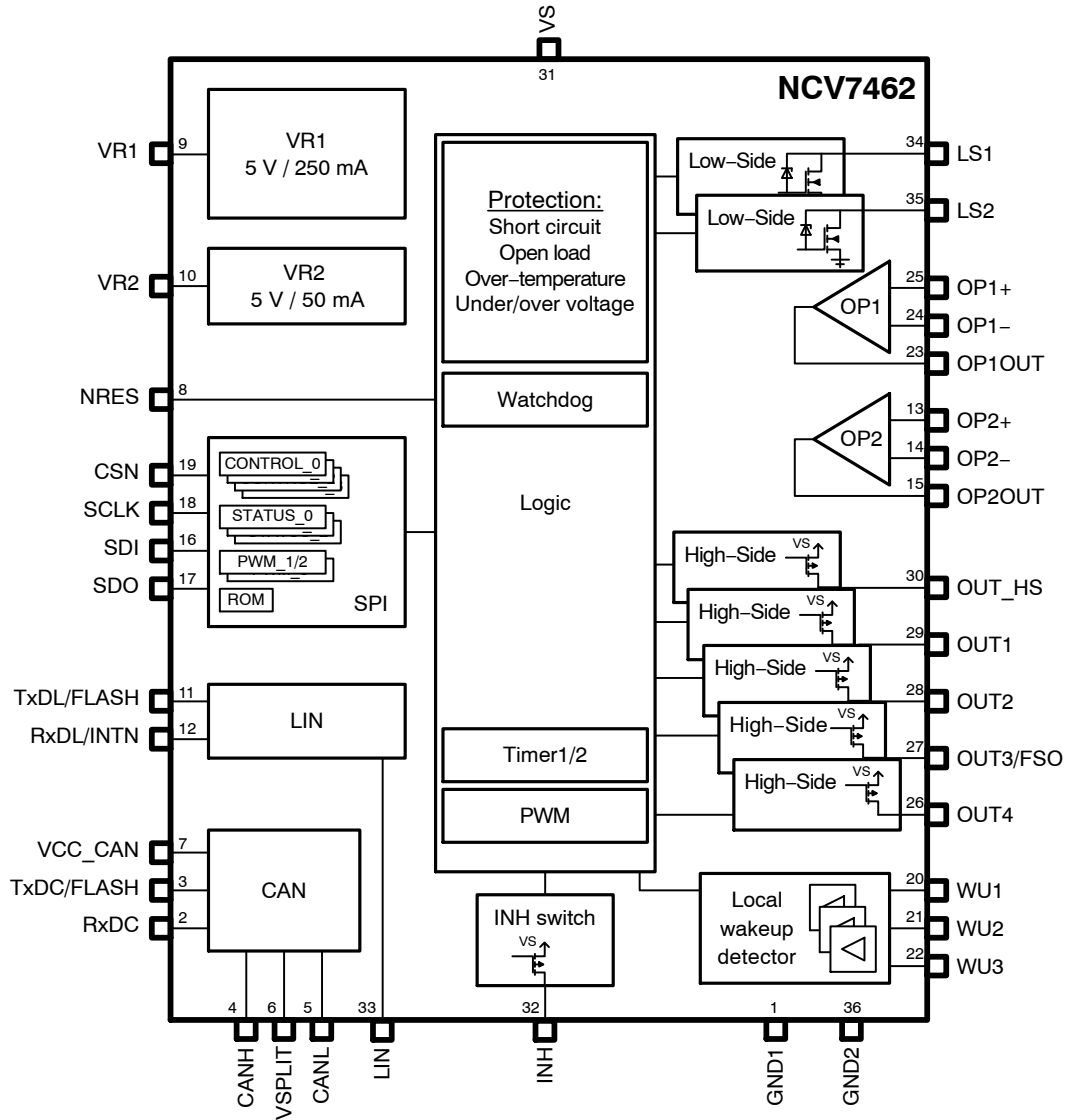 VS
31
NCV7462
VR1
9
VR1
5 V / 250 mA
VR2
10
VR2
5 V / 50 mA
NRES
8
CSN
19
SCLK
18
SDI
16
SDO
17
CONTROL_0
STATUS_0
PWM_1/2
ROM
SPI
TxDL/FLASH
11
RxDL/INTN
12
LIN
VCC_CAN
7
TxDC/FLASH
3
RxDC
2
CAN
Protection:
Short circuit
Open load
Over−temperature
Under/over voltage
Watchdog
Logic
Timer1/2
PWM
INH switch
VS
Low−Side
34
LS1
Low−Side
35
LS2
OP1
25
OP1+
24
OP1−
23
OP1OUT
OP2
13
OP2+
14
OP2−
15
OP2OUT
High−Side
VS
30
OUT_HS
High−Side
VS
29
OUT1
High−Side
VS
28
OUT2
High−Side
VS
27
OUT3/FSO
High−Side
VS
26
OUT4
Local
wakeup
detector
20
WU1
21
WU2
22
WU3
4
6
5
33
32
1
36
CANH
VSPLIT
CANL
LIN
INH
GND1
GND2